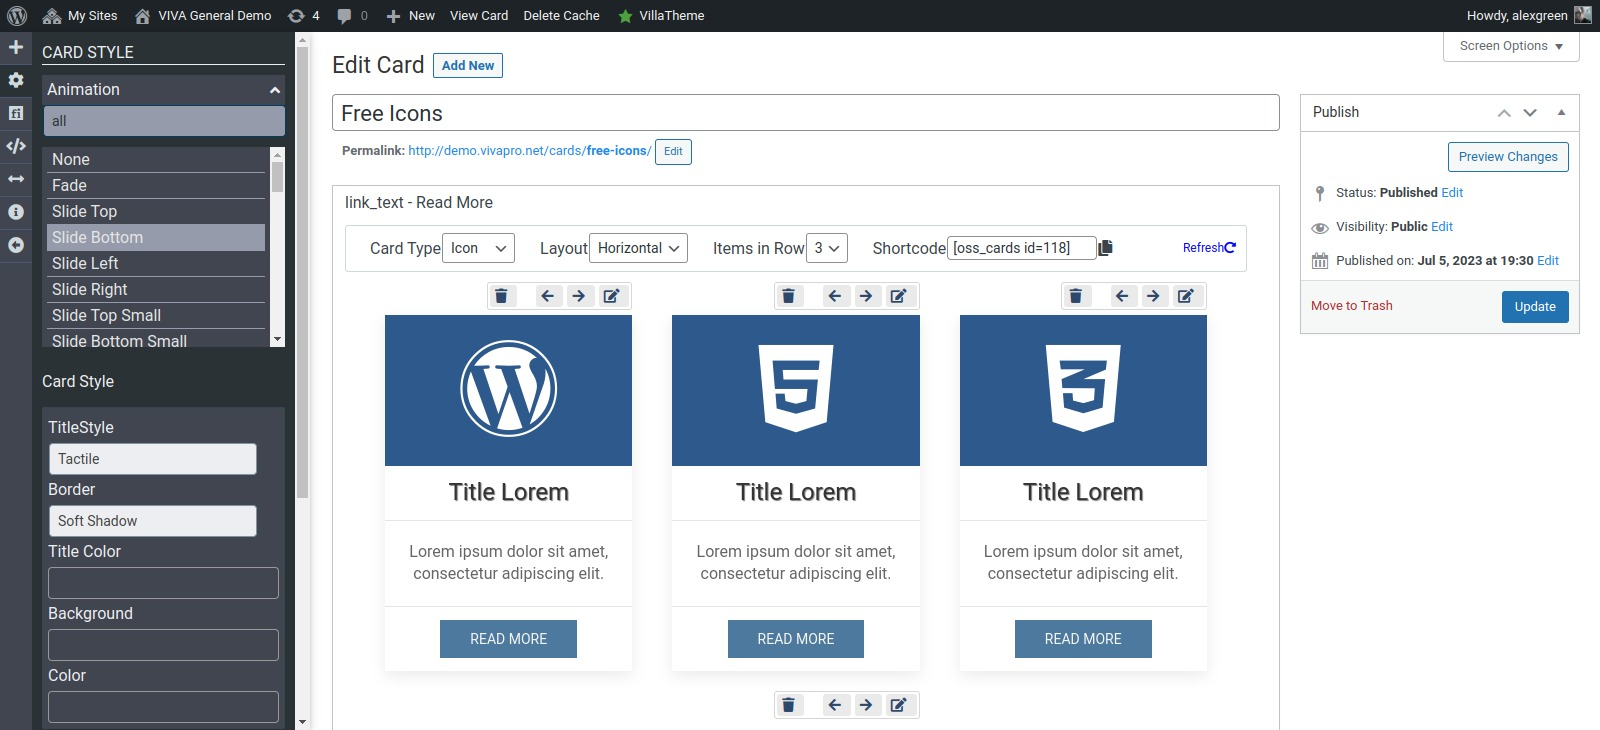 My Sites VIVA General Demo 4 0 New View Card Delete Cache VillaTheme Howdy, alexgreen
CARD STYLE
Animation
all
None
Fade
Slide Top
Slide Bottom
Slide Left
Slide Right
Slide Top Small
Slide Bottom Small
Card Style
TitleStyle
Tactile
Border
Soft Shadow
Title Color
Background
Color
Screen Options
Edit Card Add New
Free Icons
Permalink: http://demo.vivapro.net/cards/free-icons/ Edit
link_text - Read More
Card Type Icon Layout Horizontal Items in Row 3 Shortcode [oss_cards id=118] Refresh
Title Lorem
Lorem ipsum dolor sit amet,
consectetur adipiscing elit.
READ MORE
Title Lorem
Lorem ipsum dolor sit amet,
consectetur adipiscing elit.
READ MORE
Title Lorem
Lorem ipsum dolor sit amet,
consectetur adipiscing elit.
READ MORE
Publish
Preview Changes
Status: Published Edit
Visibility: Public Edit
Published on: Jul 5, 2023 at 19:30 Edit
Move to Trash Update